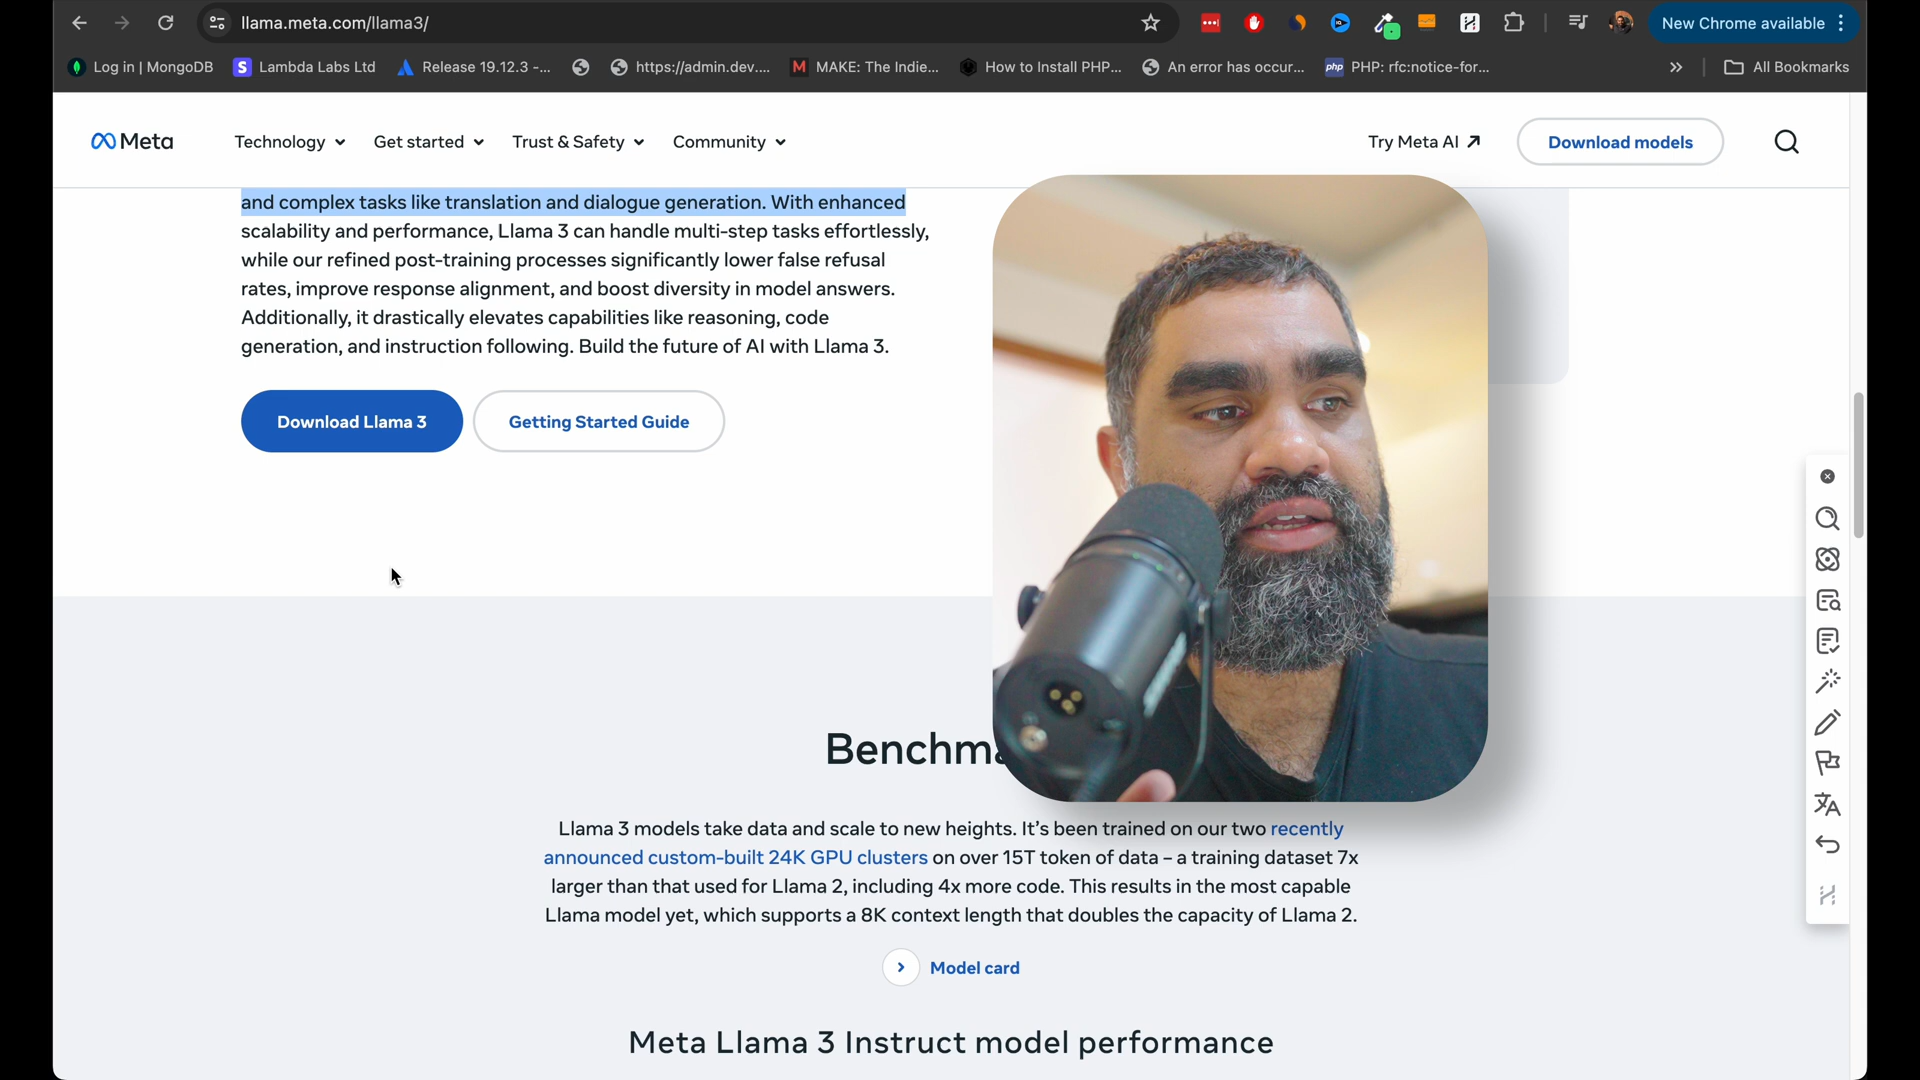 llama.meta.com/llama3/
New Chrome available
Log in | MongoDB
Lambda Labs Ltd
Release 19.12.3 -...
https://admin.dev....
MAKE: The Indie...
How to Install PHP...
An error has occur...
PHP: rfc:notice-for...
All Bookmarks
Meta
Technology
Get started
Trust & Safety
Community
Try Meta AI
Download models
and complex tasks like translation and dialogue generation. With enhanced
scalability and performance, Llama 3 can handle multi-step tasks effortlessly,
while our refined post-training processes significantly lower false refusal
rates, improve response alignment, and boost diversity in model answers.
Additionally, it drastically elevates capabilities like reasoning, code
generation, and instruction following. Build the future of AI with Llama 3.
Download Llama 3
Getting Started Guide
Benchma
Llama 3 models take data and scale to new heights. It’s been trained on our two recently
announced custom-built 24K GPU clusters on over 15T token of data – a training dataset 7x
larger than that used for Llama 2, including 4x more code. This results in the most capable
Llama model yet, which supports a 8K context length that doubles the capacity of Llama 2.
Model card
Meta Llama 3 Instruct model performance